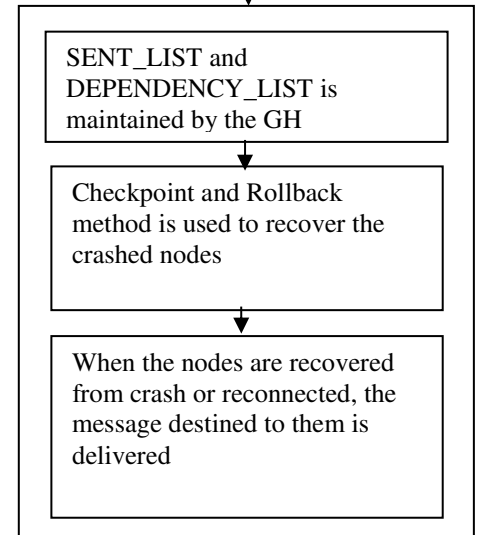 SENT_LIST and
DEPENDENCY_LIST is
maintained by the GH
Checkpoint and Rollback
method is used to recover the
crashed nodes
When the nodes are recovered
from crash or reconnected, the
message destined to them is
delivered